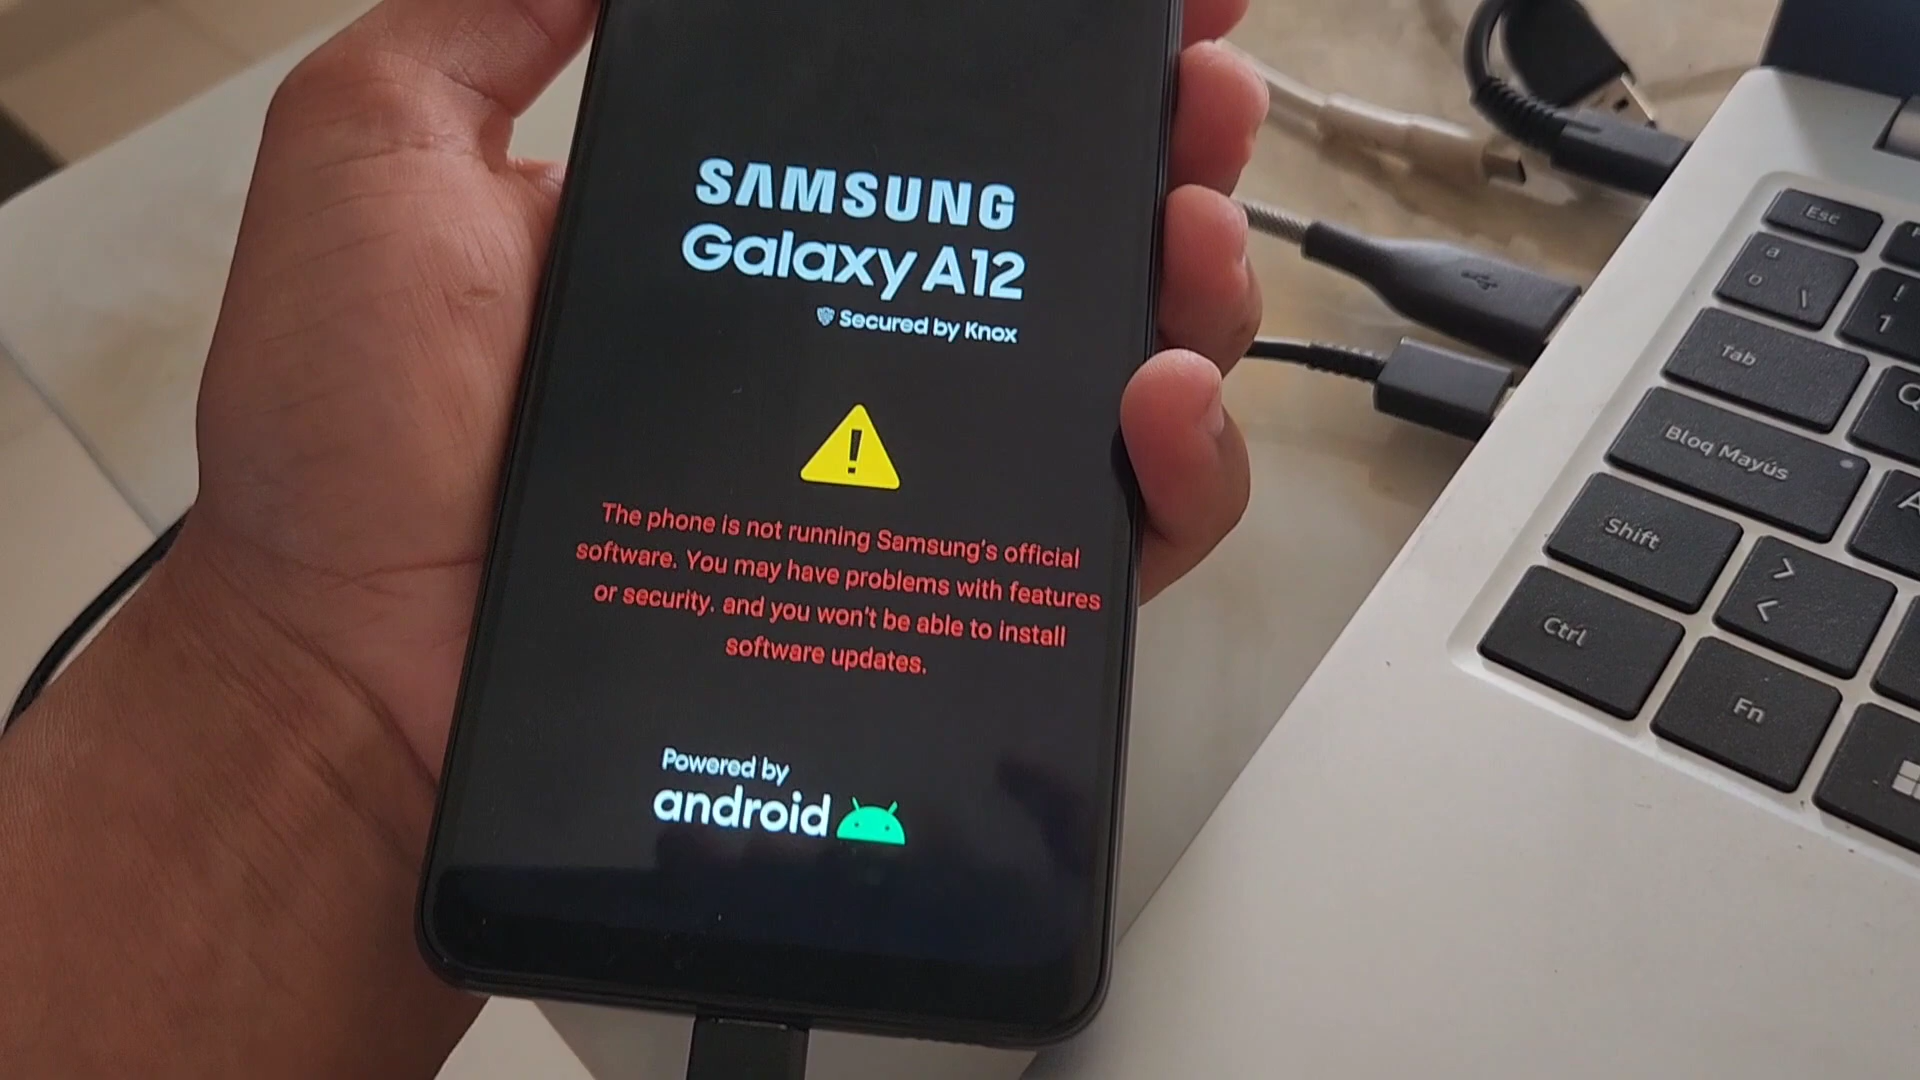 SAMSUNG
Galaxy A12
Secured by Knox
The phone is not running Samsung's official
software. You may have problems with features
or security. and you won't be able to install
software updates.
Powered by
android
Esc
a
o \
!
1
Tab
Q
Bloq Mayús
A
Shift
>
<
Ctrl
Fn